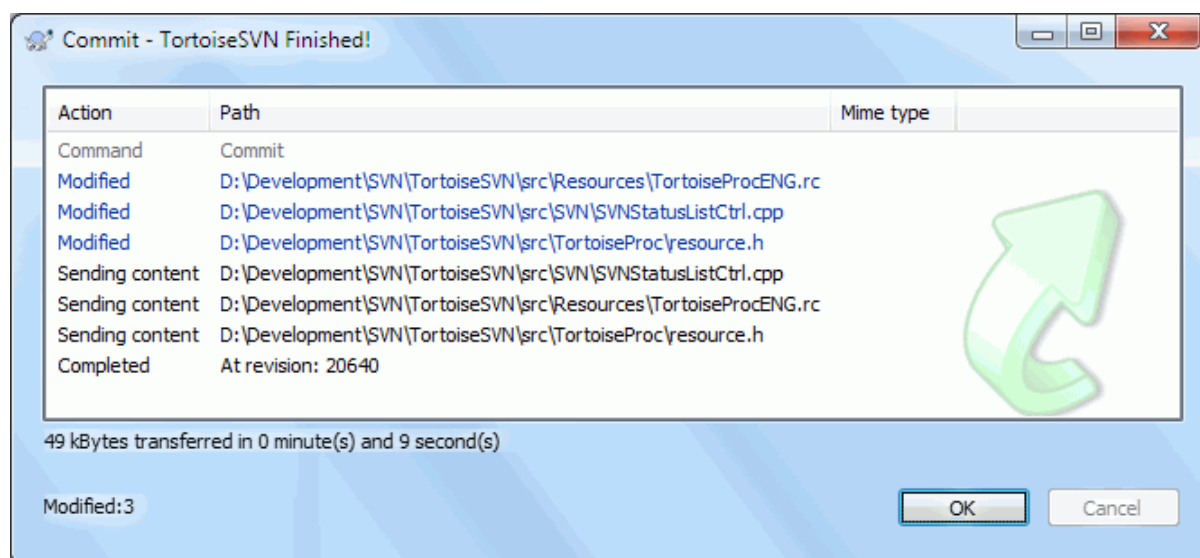 Commit - TortoiseSVN Finished!
Action Path Mime type
Command Commit
Modified D:\Development\SVN\TortoiseSVN\src\Resources\TortoiseProcENG.rc
Modified D:\Development\SVN\TortoiseSVN\src\SVN\SVNStatusListCtrl.cpp
Modified D:\Development\SVN\TortoiseSVN\src\TortoiseProc\resource.h
Sending content D:\Development\SVN\TortoiseSVN\src\SVN\SVNStatusListCtrl.cpp
Sending content D:\Development\SVN\TortoiseSVN\src\Resources\TortoiseProcENG.rc
Sending content D:\Development\SVN\TortoiseSVN\src\TortoiseProc\resource.h
Completed At revision: 20640
49 kBytes transferred in 0 minute(s) and 9 second(s)
Modified:3 OK Cancel